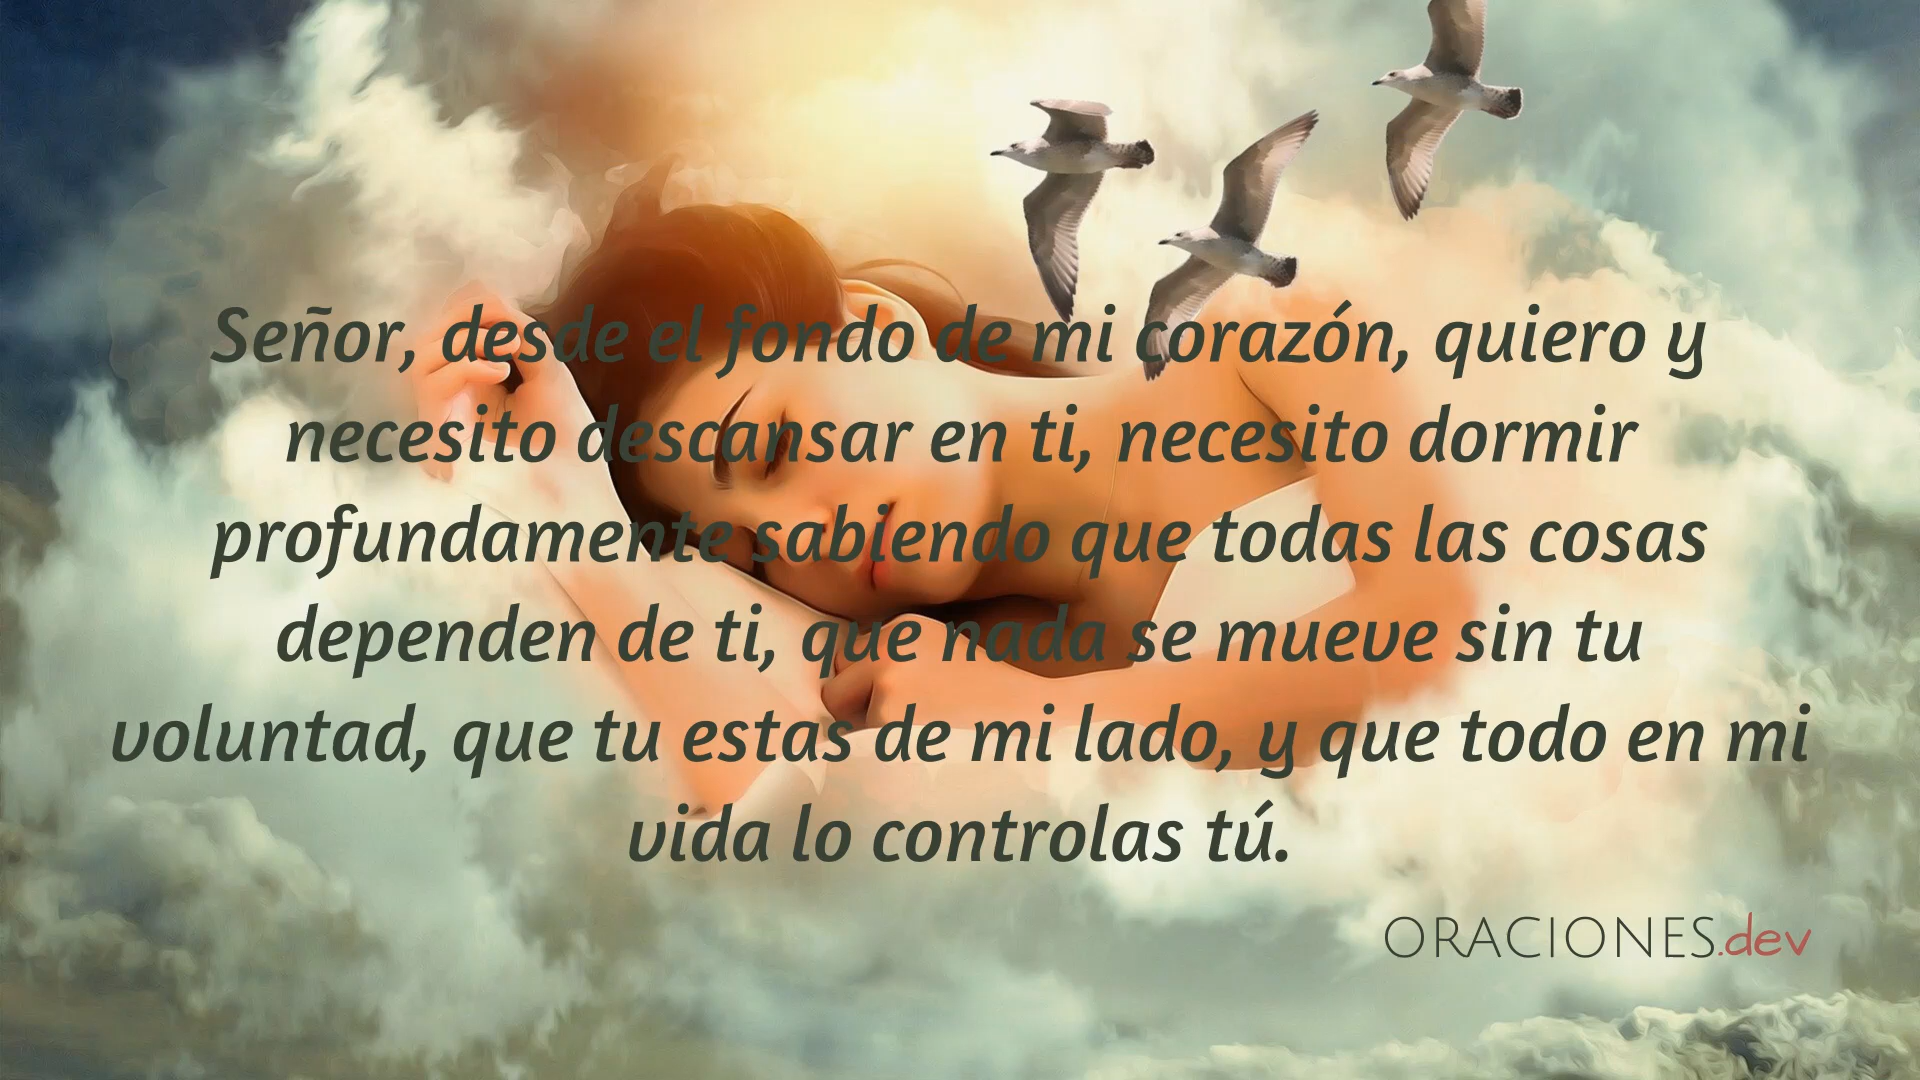 Señor, desde el fondo de mi corazón, quiero y
necesito descansar en ti, necesito dormir
profundamente sabiendo que todas las cosas
dependen de ti, que nada se mueve sin tu
voluntad, que tu estas de mi lado, y que todo en mi
vida lo controlas tú.
ORACIONES.dev